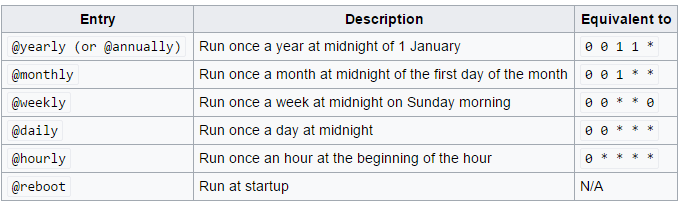 Entry Description Equivalent to
@yearly (or @annually) Run once a year at midnight of 1 January 0 0 1 1 *
@monthly Run once a month at midnight of the first day of the month 0 0 1 * *
@weekly Run once a week at midnight on Sunday morning 0 0 * * 0
@daily Run once a day at midnight 0 0 * * *
@hourly Run once an hour at the beginning of the hour 0 * * * *
@reboot Run at startup N/A